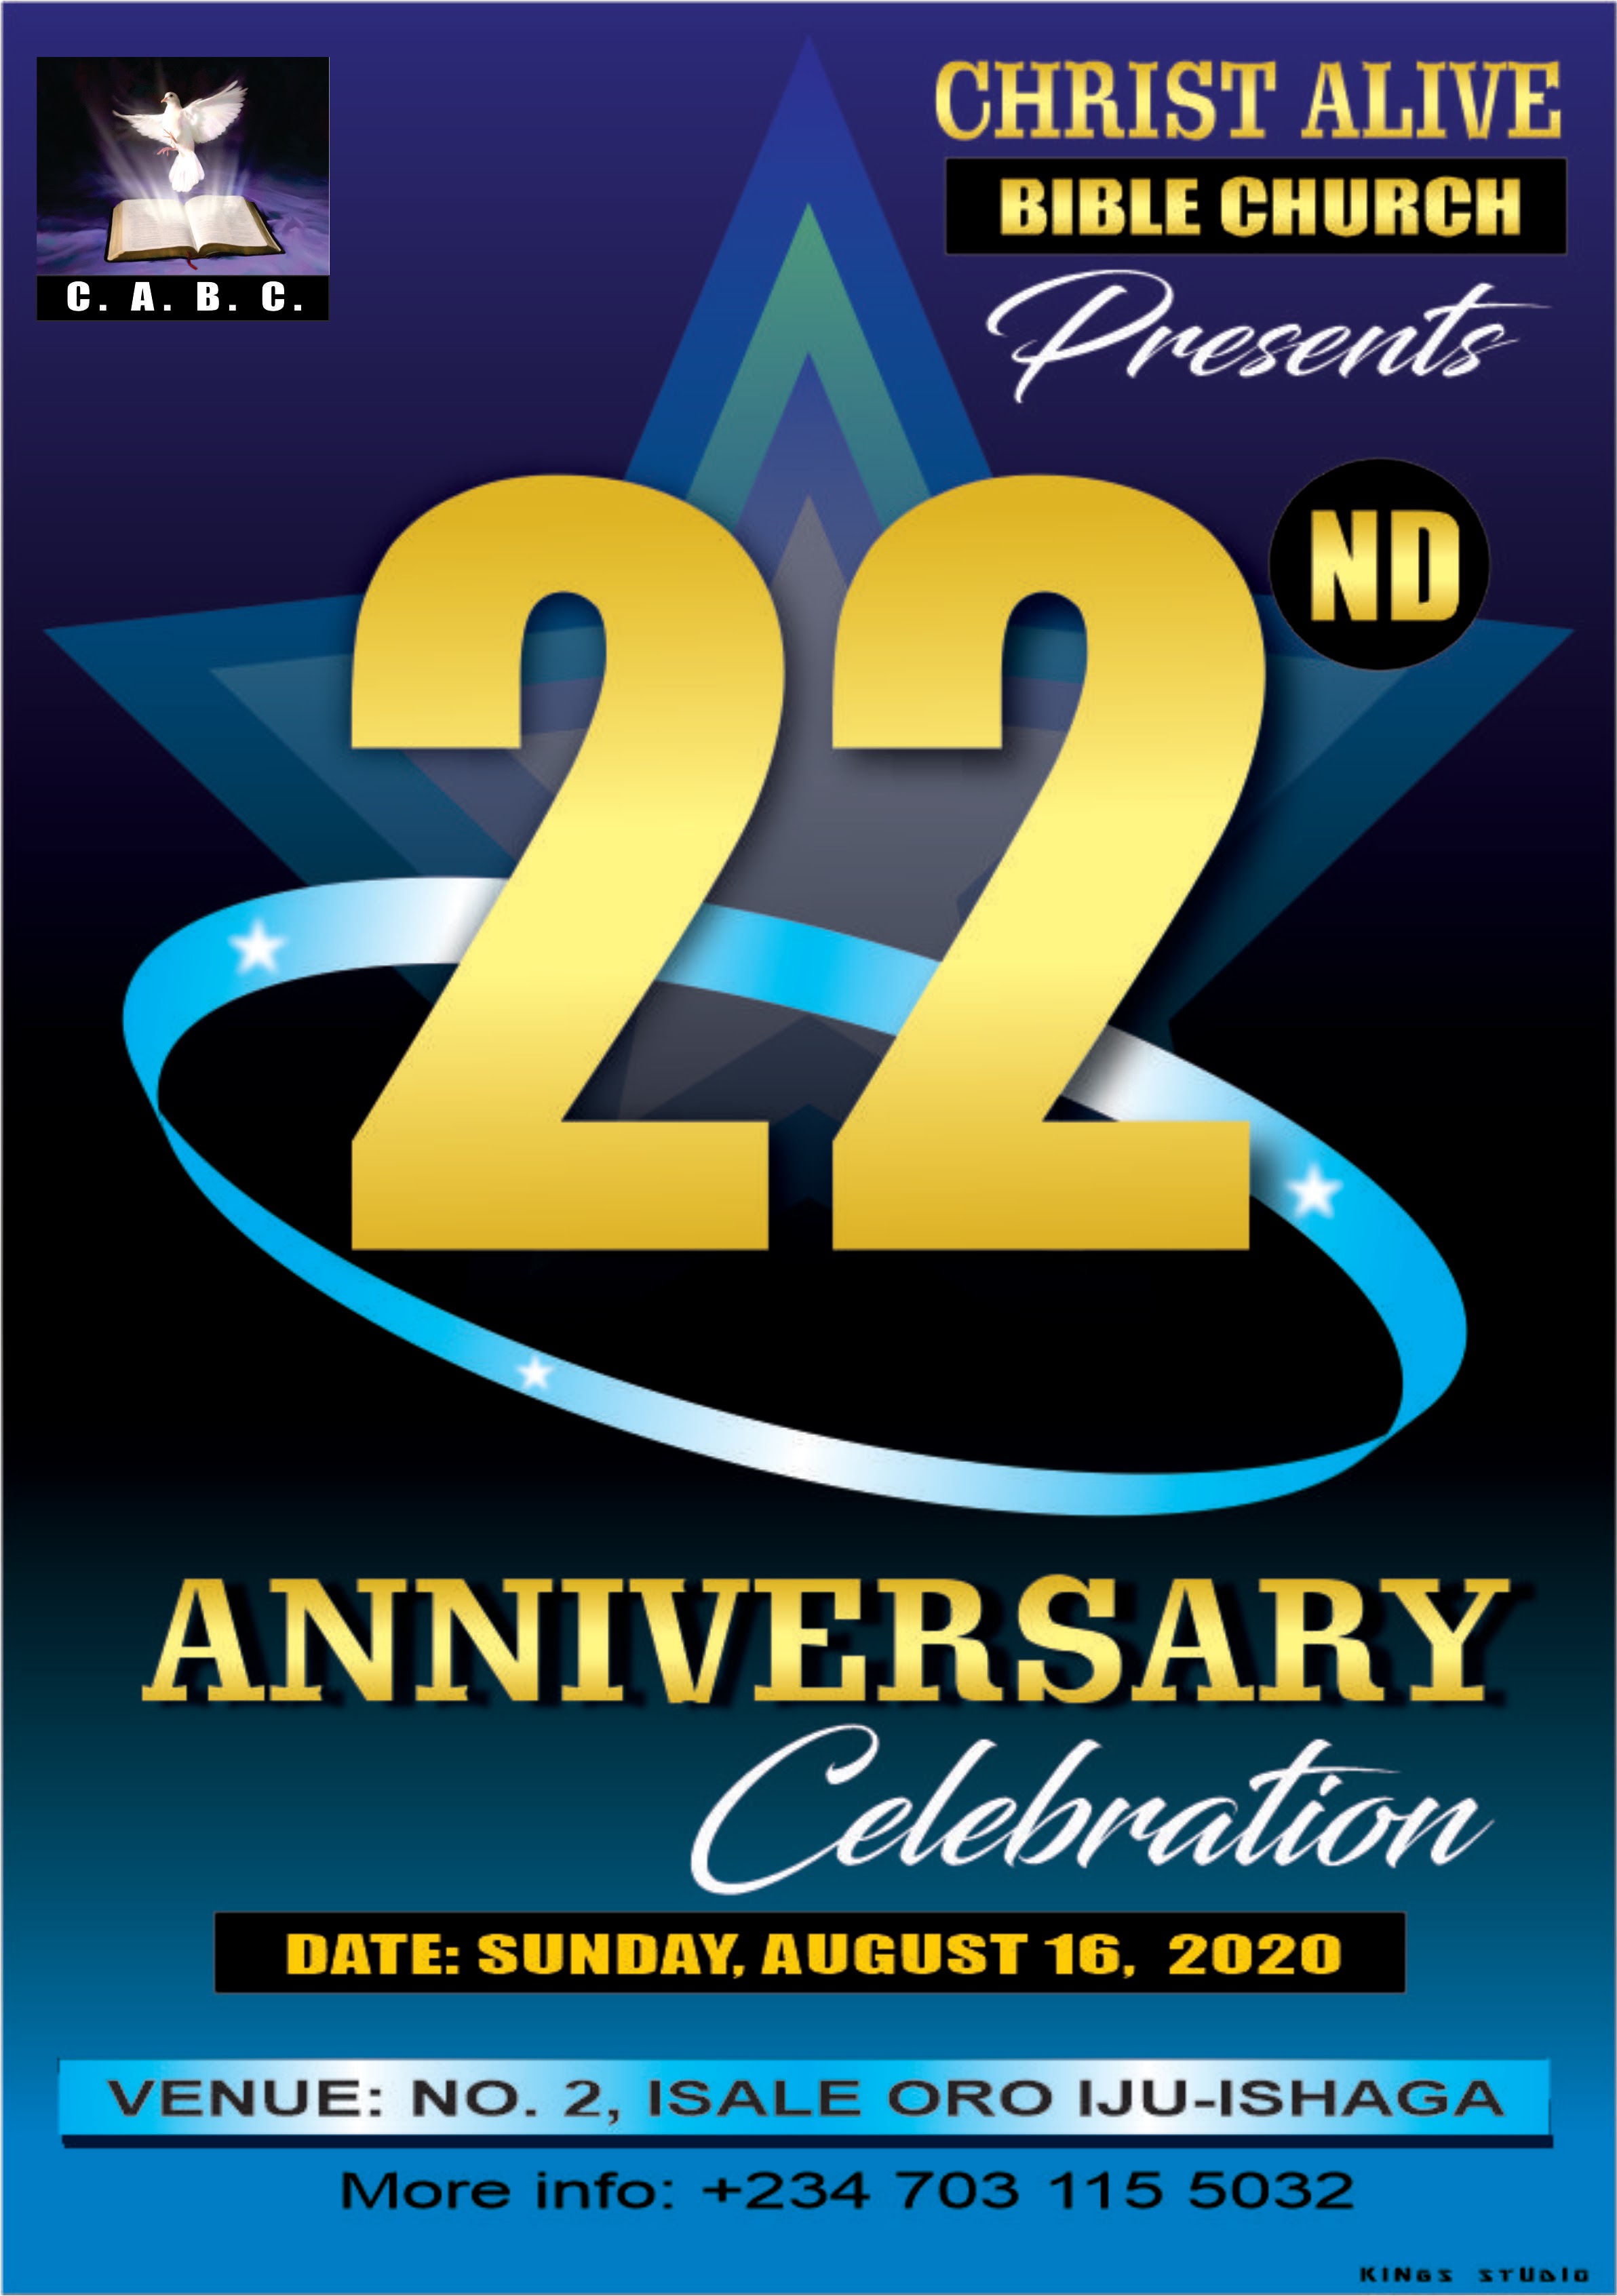 C. A. B. C.
CHRIST ALIVE
BIBLE CHURCH
Presents
22 ND
ANNIVERSARY
Celebration
DATE: SUNDAY, AUGUST 16, 2020
VENUE: NO. 2, ISALE ORO IJU-ISHAGA
More info: +234 703 115 5032
KINGS STUDIO